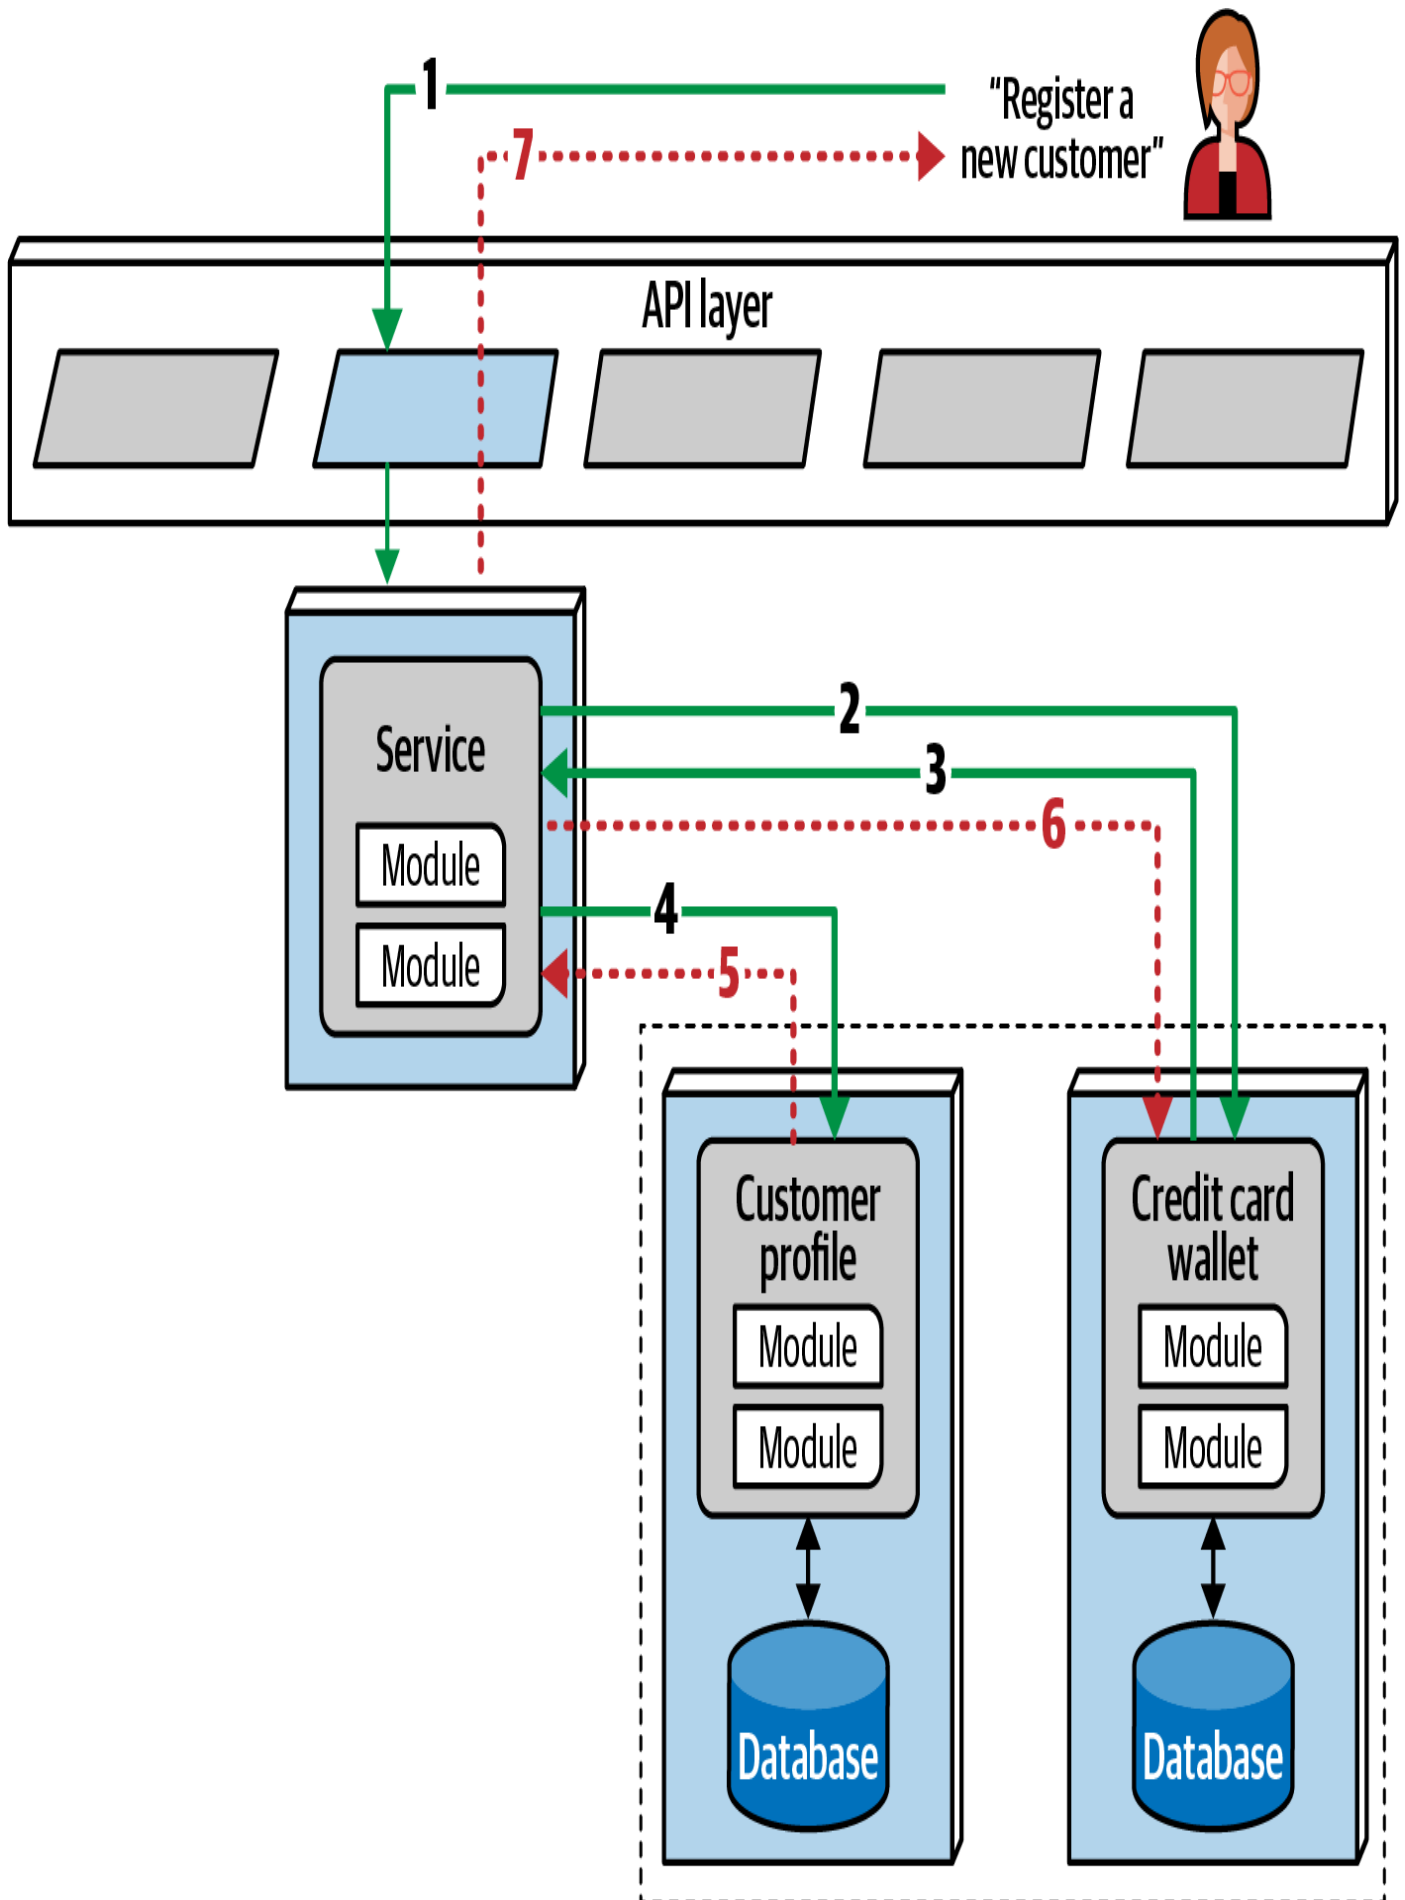 1
“Register a
new customer”
7
API layer
Service
Module
Module
2
3
6
4
5
Customer
profile
Module
Module
Database
Credit card
wallet
Module
Module
Database